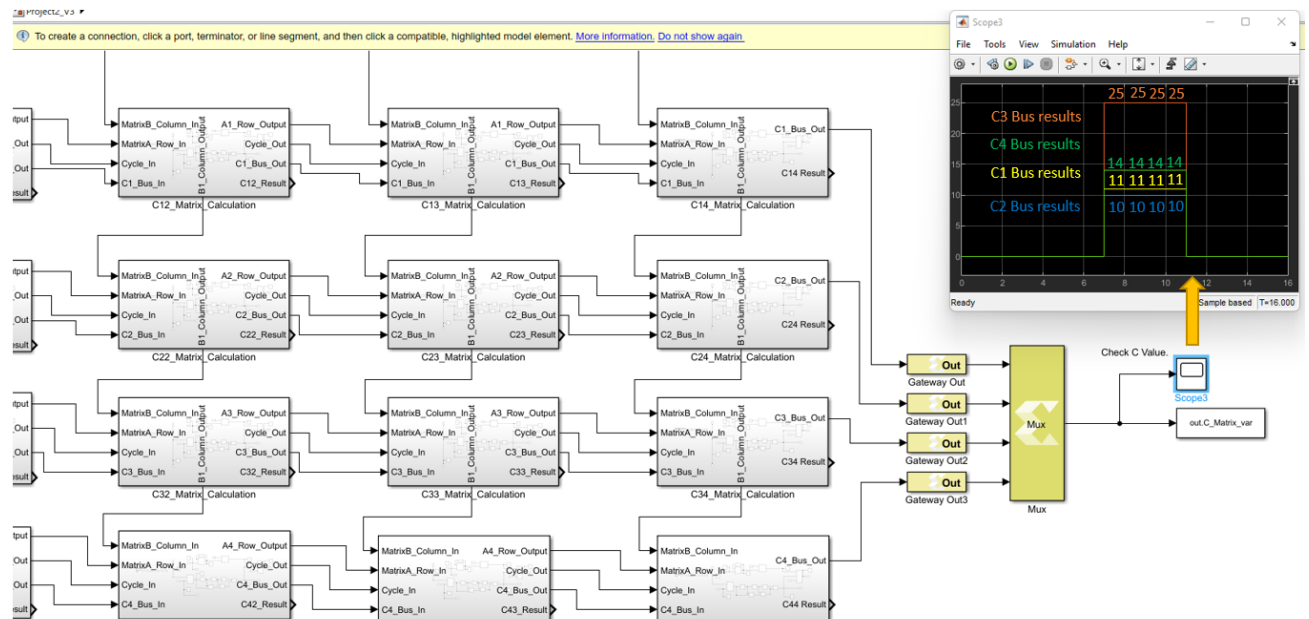 Project2_V3
To create a connection, click a port, terminator, or line segment, and then click a compatible, highlighted model element. More information. Do not show again
Scope3
File Tools View Simulation Help
25 25 25 25
C3 Bus results
C4 Bus results
14 14 14 14
C1 Bus results
11 11 11 11
C2 Bus results
10 10 10 10
25
20
15
10
5
0
0 2 4 6 8 10 12 14 16
Ready
Sample based T=16.000
MatrixB_Column_In
MatrixA_Row_In
Cycle_In
C1_Bus_In
B1_Column_Output
A1_Row_Output
Cycle_Out
C1_Bus_Out
C12_Result
C12_Matrix_Calculation
MatrixB_Column_In
MatrixA_Row_In
Cycle_In
C1_Bus_In
B1_Column_Output
A1_Row_Output
Cycle_Out
C1_Bus_Out
C13_Result
C13_Matrix_Calculation
MatrixB_Column_In
MatrixA_Row_In
Cycle_In
C1_Bus_In
B1_Column_Output
C1_Bus_Out
C14 Result
C14_Matrix_Calculation
MatrixB_Column_In
MatrixA_Row_In
Cycle_In
C2_Bus_In
B1_Column_Output
A2_Row_Output
Cycle_Out
C2_Bus_Out
C22_Result
C22_Matrix_Calculation
MatrixB_Column_In
MatrixA_Row_In
Cycle_In
C2_Bus_In
B1_Column_Output
A2_Row_Output
Cycle_Out
C2_Bus_Out
C23_Result
C23_Matrix_Calculation
MatrixB_Column_In
MatrixA_Row_In
Cycle_In
C2_Bus_In
B1_Column_Output
C2_Bus_Out
C24 Result
C24_Matrix_Calculation
MatrixB_Column_In
MatrixA_Row_In
Cycle_In
C3_Bus_In
B1_Column_Output
A3_Row_Output
Cycle_Out
C3_Bus_Out
C32_Result
C32_Matrix_Calculation
MatrixB_Column_In
MatrixA_Row_In
Cycle_In
C3_Bus_In
B1_Column_Output
A3_Row_Output
Cycle_Out
C3_Bus_Out
C33_Result
C33_Matrix_Calculation
MatrixB_Column_In
MatrixA_Row_In
Cycle_In
C3_Bus_In
B1_Column_Output
C3_Bus_Out
C34 Result
C34_Matrix_Calculation
MatrixB_Column_In
MatrixA_Row_In
Cycle_In
C4_Bus_In
A4_Row_Output
Cycle_Out
C4_Bus_Out
C42_Result
MatrixB_Column_In
MatrixA_Row_In
Cycle_In
C4_Bus_In
A4_Row_Output
Cycle_Out
C4_Bus_Out
C43_Result
MatrixB_Column_In
MatrixA_Row_In
Cycle_In
C4_Bus_In
C4_Bus_Out
C44 Result
Out
Gateway Out
Out
Gateway Out1
Out
Gateway Out2
Out
Gateway Out3
Mux
Mux
Check C Value.
Scope3
out.C_Matrix_var